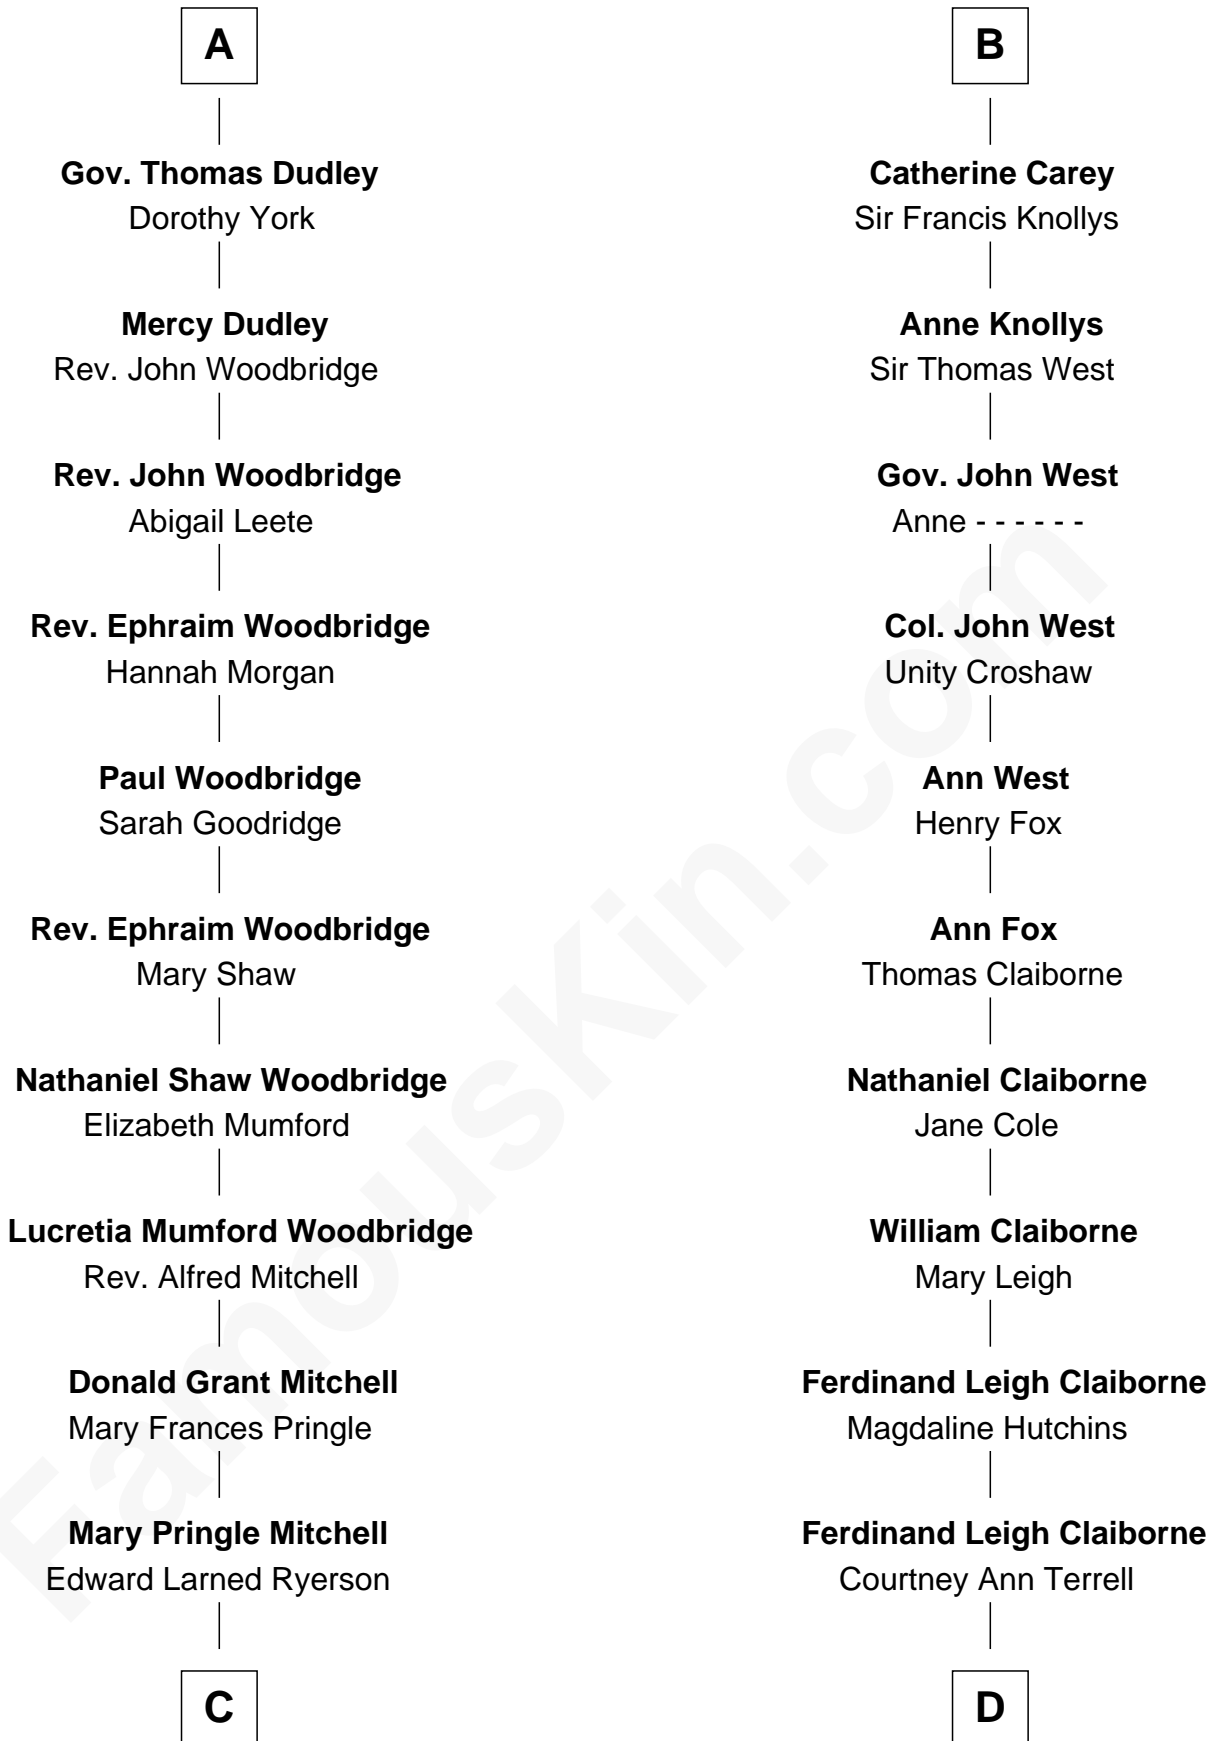 A
Gov. Thomas Dudley
Dorothy York
Mercy Dudley
Rev. John Woodbridge
Rev. John Woodbridge
Abigail Leete
Rev. Ephraim Woodbridge
Hannah Morgan
Paul Woodbridge
Sarah Goodridge
Rev. Ephraim Woodbridge
Mary Shaw
Nathaniel Shaw Woodbridge
Elizabeth Mumford
Lucretia Mumford Woodbridge
Rev. Alfred Mitchell
Donald Grant Mitchell
Mary Frances Pringle
Mary Pringle Mitchell
Edward Larned Ryerson
C
B
Catherine Carey
Sir Francis Knollys
Anne Knollys
Sir Thomas West
Gov. John West
Anne - - - - - -
Col. John West
Unity Croshaw
Ann West
Henry Fox
Ann Fox
Thomas Claiborne
Nathaniel Claiborne
Jane Cole
William Claiborne
Mary Leigh
Ferdinand Leigh Claiborne
Magdaline Hutchins
Ferdinand Leigh Claiborne
Courtney Ann Terrell
D
FamousKin.com